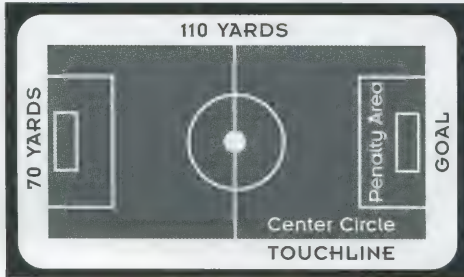 110 YARDS
70 YARDS
Penalty Area
GOAL
Center Circle
TOUCHLINE